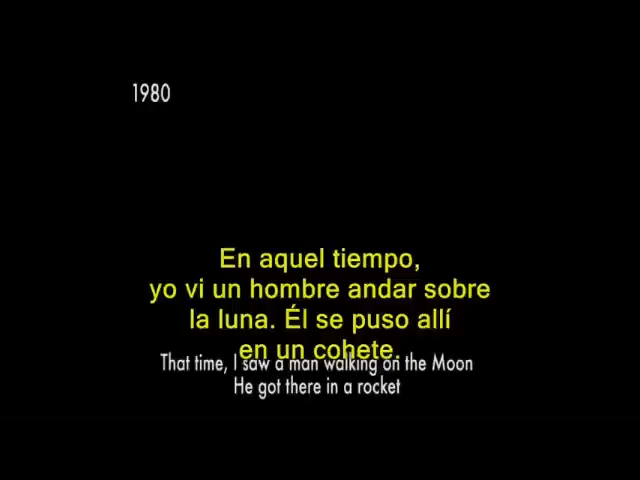 1980
En aquel tiempo,
yo vi un hombre andar sobre
la luna. Él se puso allí
en un cohete.
That time, I saw a man walking on the Moon
He got there in a rocket